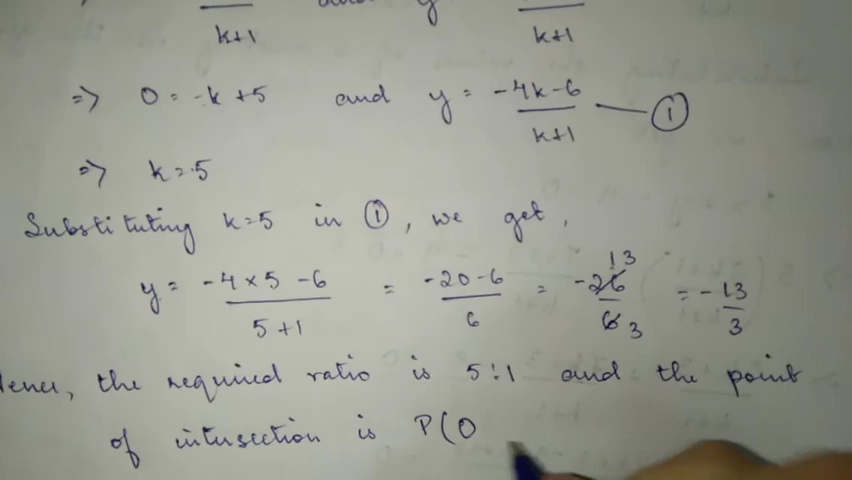 k+1 k+1
=> 0 = -k+5 and y = -4k-6/k+1 — ①
=> k=5
Substituting k=5 in ①, we get,
y = -4×5-6/5+1 = -20-6/6 = -26/6 13 3 = -13/3
Hence, the required ratio is 5:1 and the point
of intersection is P(0